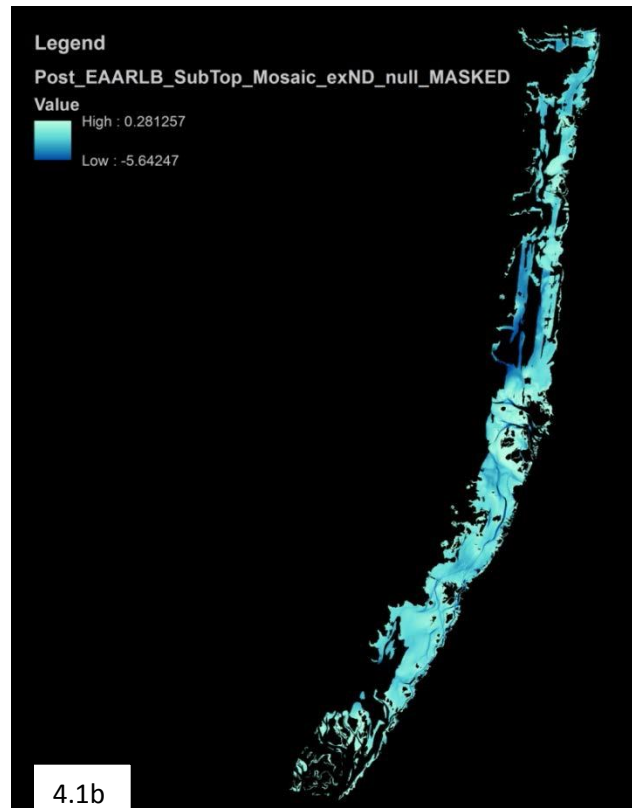 Legend
Post_EAARLB_SubTop_Mosaic_exND_null_MASKED
Value
High : 0.281257
Low : -5.64247
4.1b